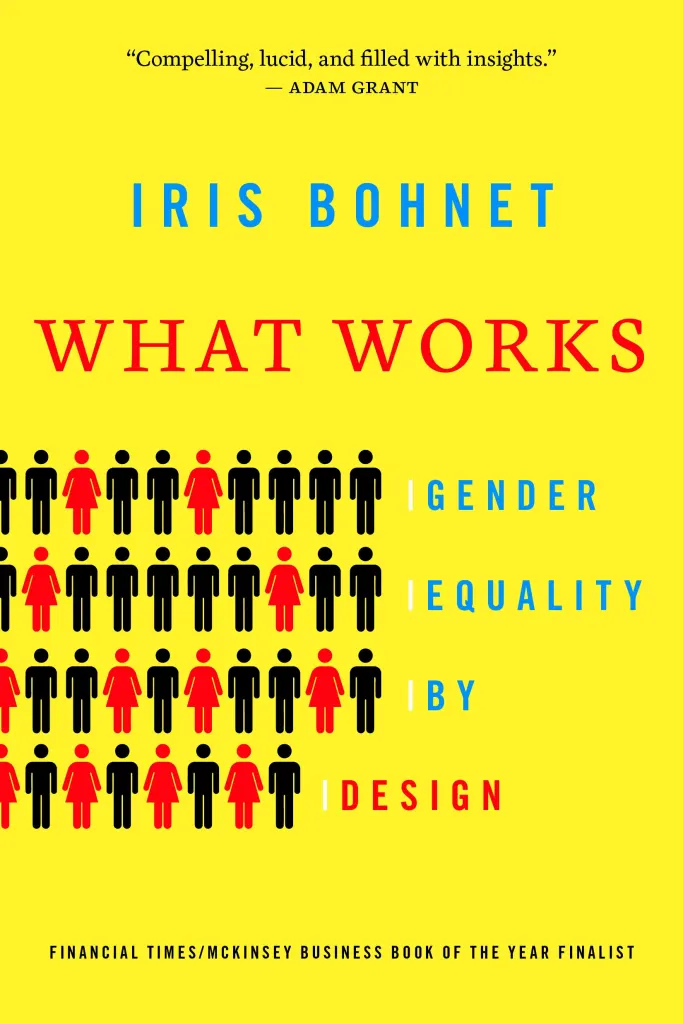 “Compelling, lucid, and filled with insights.”
— ADAM GRANT
IRIS BOHNET
WHAT WORKS
GENDER
EQUALITY
BY
DESIGN
FINANCIAL TIMES/MCKINSEY BUSINESS BOOK OF THE YEAR FINALIST